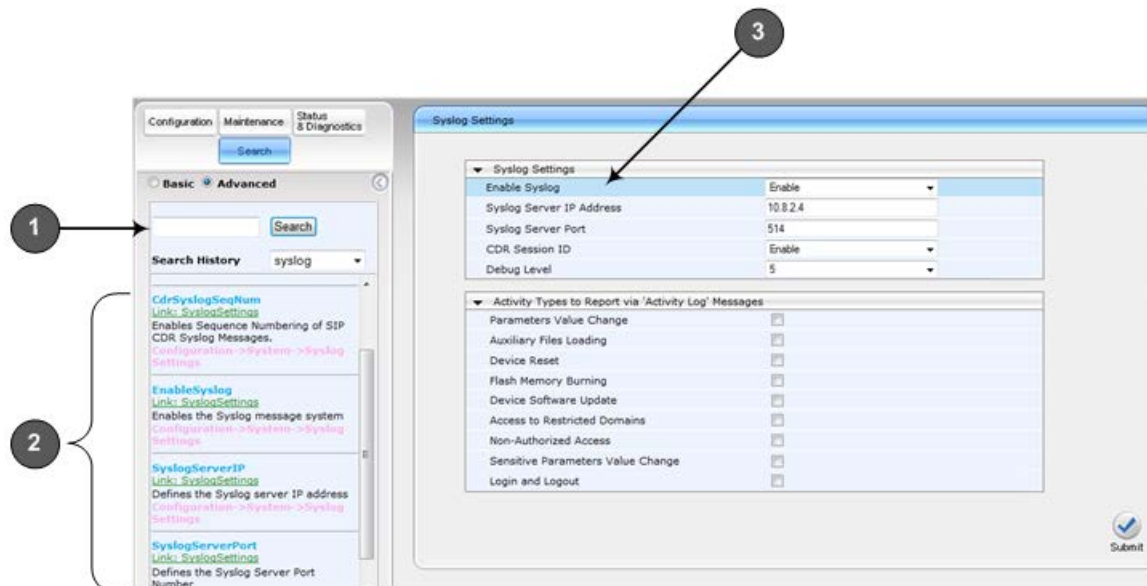 3
Configuration Maintenance Status & Diagnostics
Search
Basic Advanced
1
Search
Search History syslog
2
CdrSyslogSeqNum
Link: SyslogSettings
Enables Sequence Numbering of SIP
CDR Syslog Messages.
Configuration->System->Syslog
Settings
EnableSyslog
Link: SyslogSettings
Enables the Syslog message system
Configuration->System->Syslog
Settings
SyslogServerIP
Link: SyslogSettings
Defines the Syslog server IP address
Configuration->System->Syslog
Settings
SyslogServerPort
Link: SyslogSettings
Defines the Syslog Server Port
Number
Syslog Settings
Syslog Settings
Enable Syslog Enable
Syslog Server IP Address 10.8.2.4
Syslog Server Port 514
CDR Session ID Enable
Debug Level 5
Activity Types to Report via 'Activity Log' Messages
Parameters Value Change
Auxiliary Files Loading
Device Reset
Flash Memory Burning
Device Software Update
Access to Restricted Domains
Non-Authorized Access
Sensitive Parameters Value Change
Login and Logout
Submit